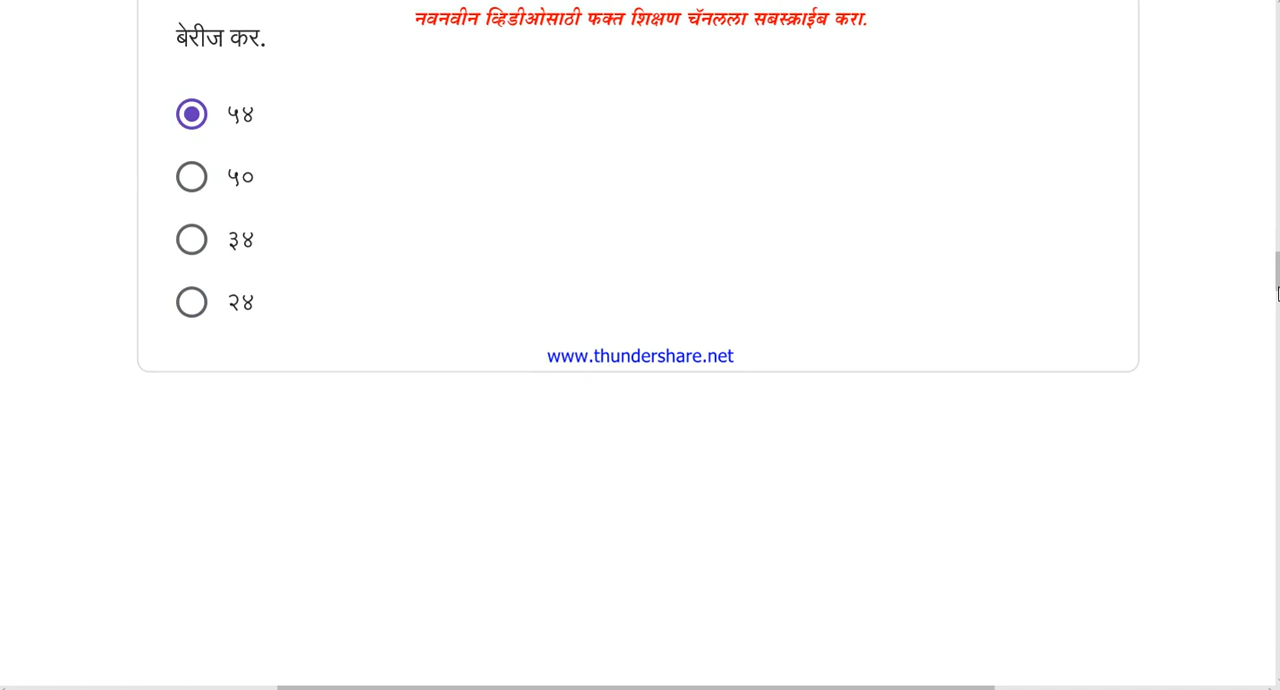 नवनवीन व्हिडीओसाठी फक्त शिक्षण चॅनलला सबस्क्राईब करा.
बेरीज कर.
५४
५०
३४
२४
www.thundershare.net